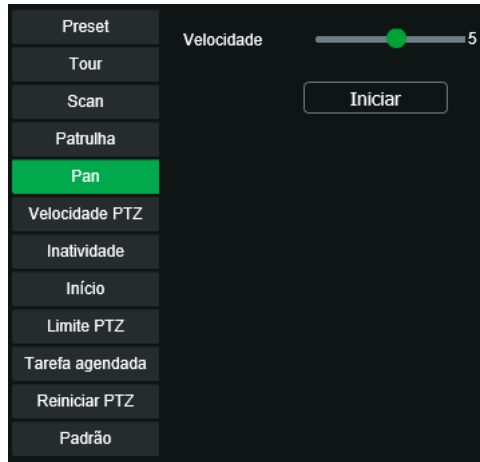 Preset
Tour
Scan
Patrulha
Pan
Velocidade PTZ
Inatividade
Início
Limite PTZ
Tarefa agendada
Reiniciar PTZ
Padrão
Velocidade 5
Iniciar